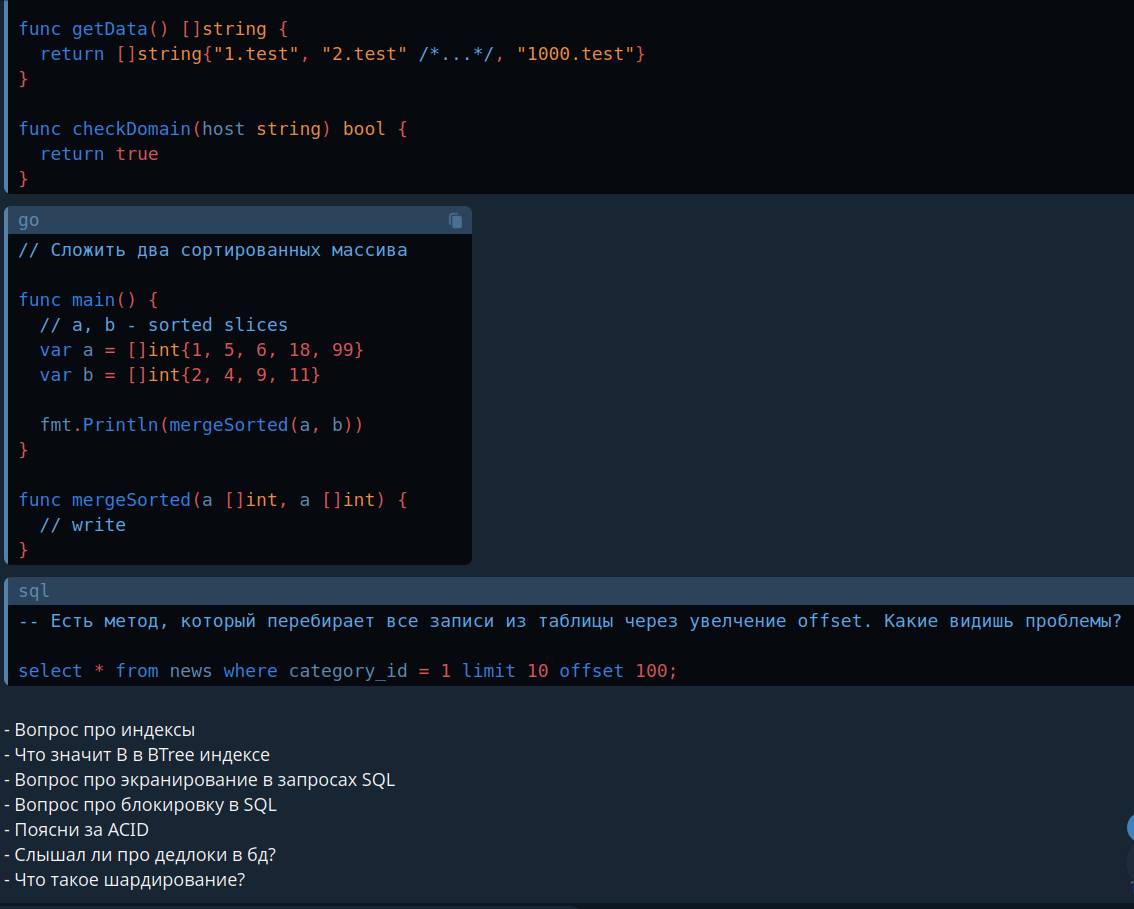 func getData() []string {
  return []string{"1.test", "2.test" /*...*/, "1000.test"}
}
func checkDomain(host string) bool {
  return true
}
go
// Сложить два сортированных массива
func main() {
  // a, b - sorted slices
  var a = []int{1, 5, 6, 18, 99}
  var b = []int{2, 4, 9, 11}
  fmt.Println(mergeSorted(a, b))
}
func mergeSorted(a []int, a []int) {
  // write
}
sql
-- Есть метод, который перебирает все записи из таблицы через увелчение offset. Какие видишь проблемы?
select * from news where category_id = 1 limit 10 offset 100;
- Вопрос про индексы
- Что значит B в BTree индексе
- Вопрос про экранирование в запросах SQL
- Вопрос про блокировку в SQL
- Поясни за ACID
- Слышал ли про дедлоки в бд?
- Что такое шардирование?